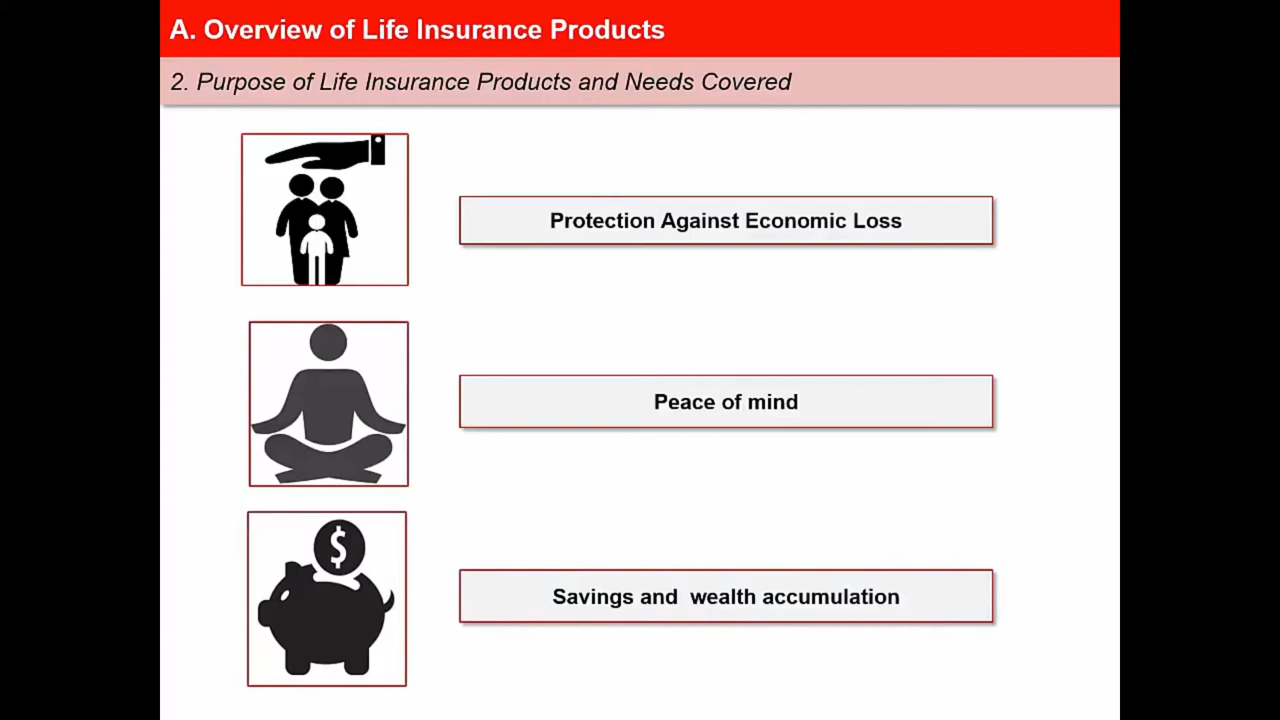 A. Overview of Life Insurance Products
2. Purpose of Life Insurance Products and Needs Covered
Protection Against Economic Loss
Peace of mind
$
Savings and  wealth accumulation